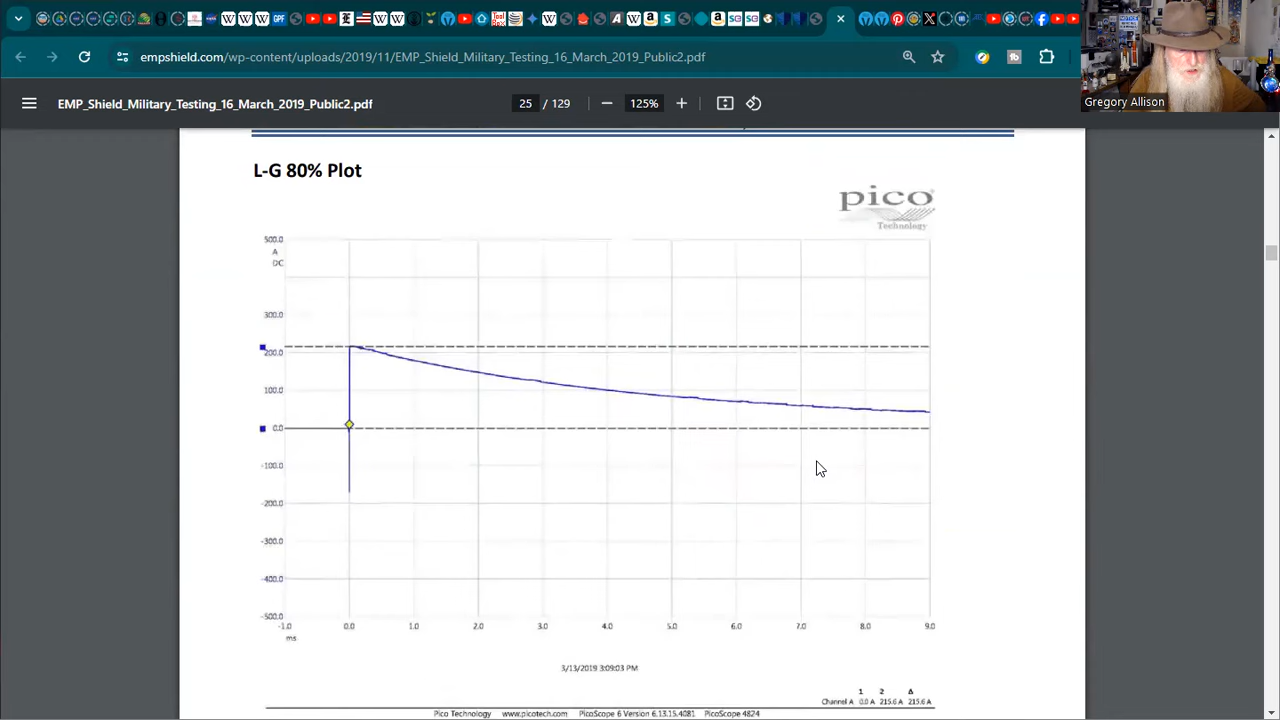 empshield.com/wp-content/uploads/2019/11/EMP_Shield_Military_Testing_16_March_2019_Public2.pdf
Gregory Allison
EMP_Shield_Military_Testing_16_March_2019_Public2.pdf
25 / 129
125%
L-G 80% Plot
pico
Technology
500.0
A
DC
300.0
200.0
100.0
0.0
-100.0
-200.0
-300.0
-400.0
-500.0
-1.0 0.0 1.0 2.0 3.0 4.0 5.0 6.0 7.0 8.0 9.0
ms
3/13/2019 3:09:03 PM
1 2 Δ
Channel A 0.0 A 215.6 A 215.6 A
Pico Technology www.picotech.com PicoScope 6 Version 6.13.15.4081 PicoScope 4824